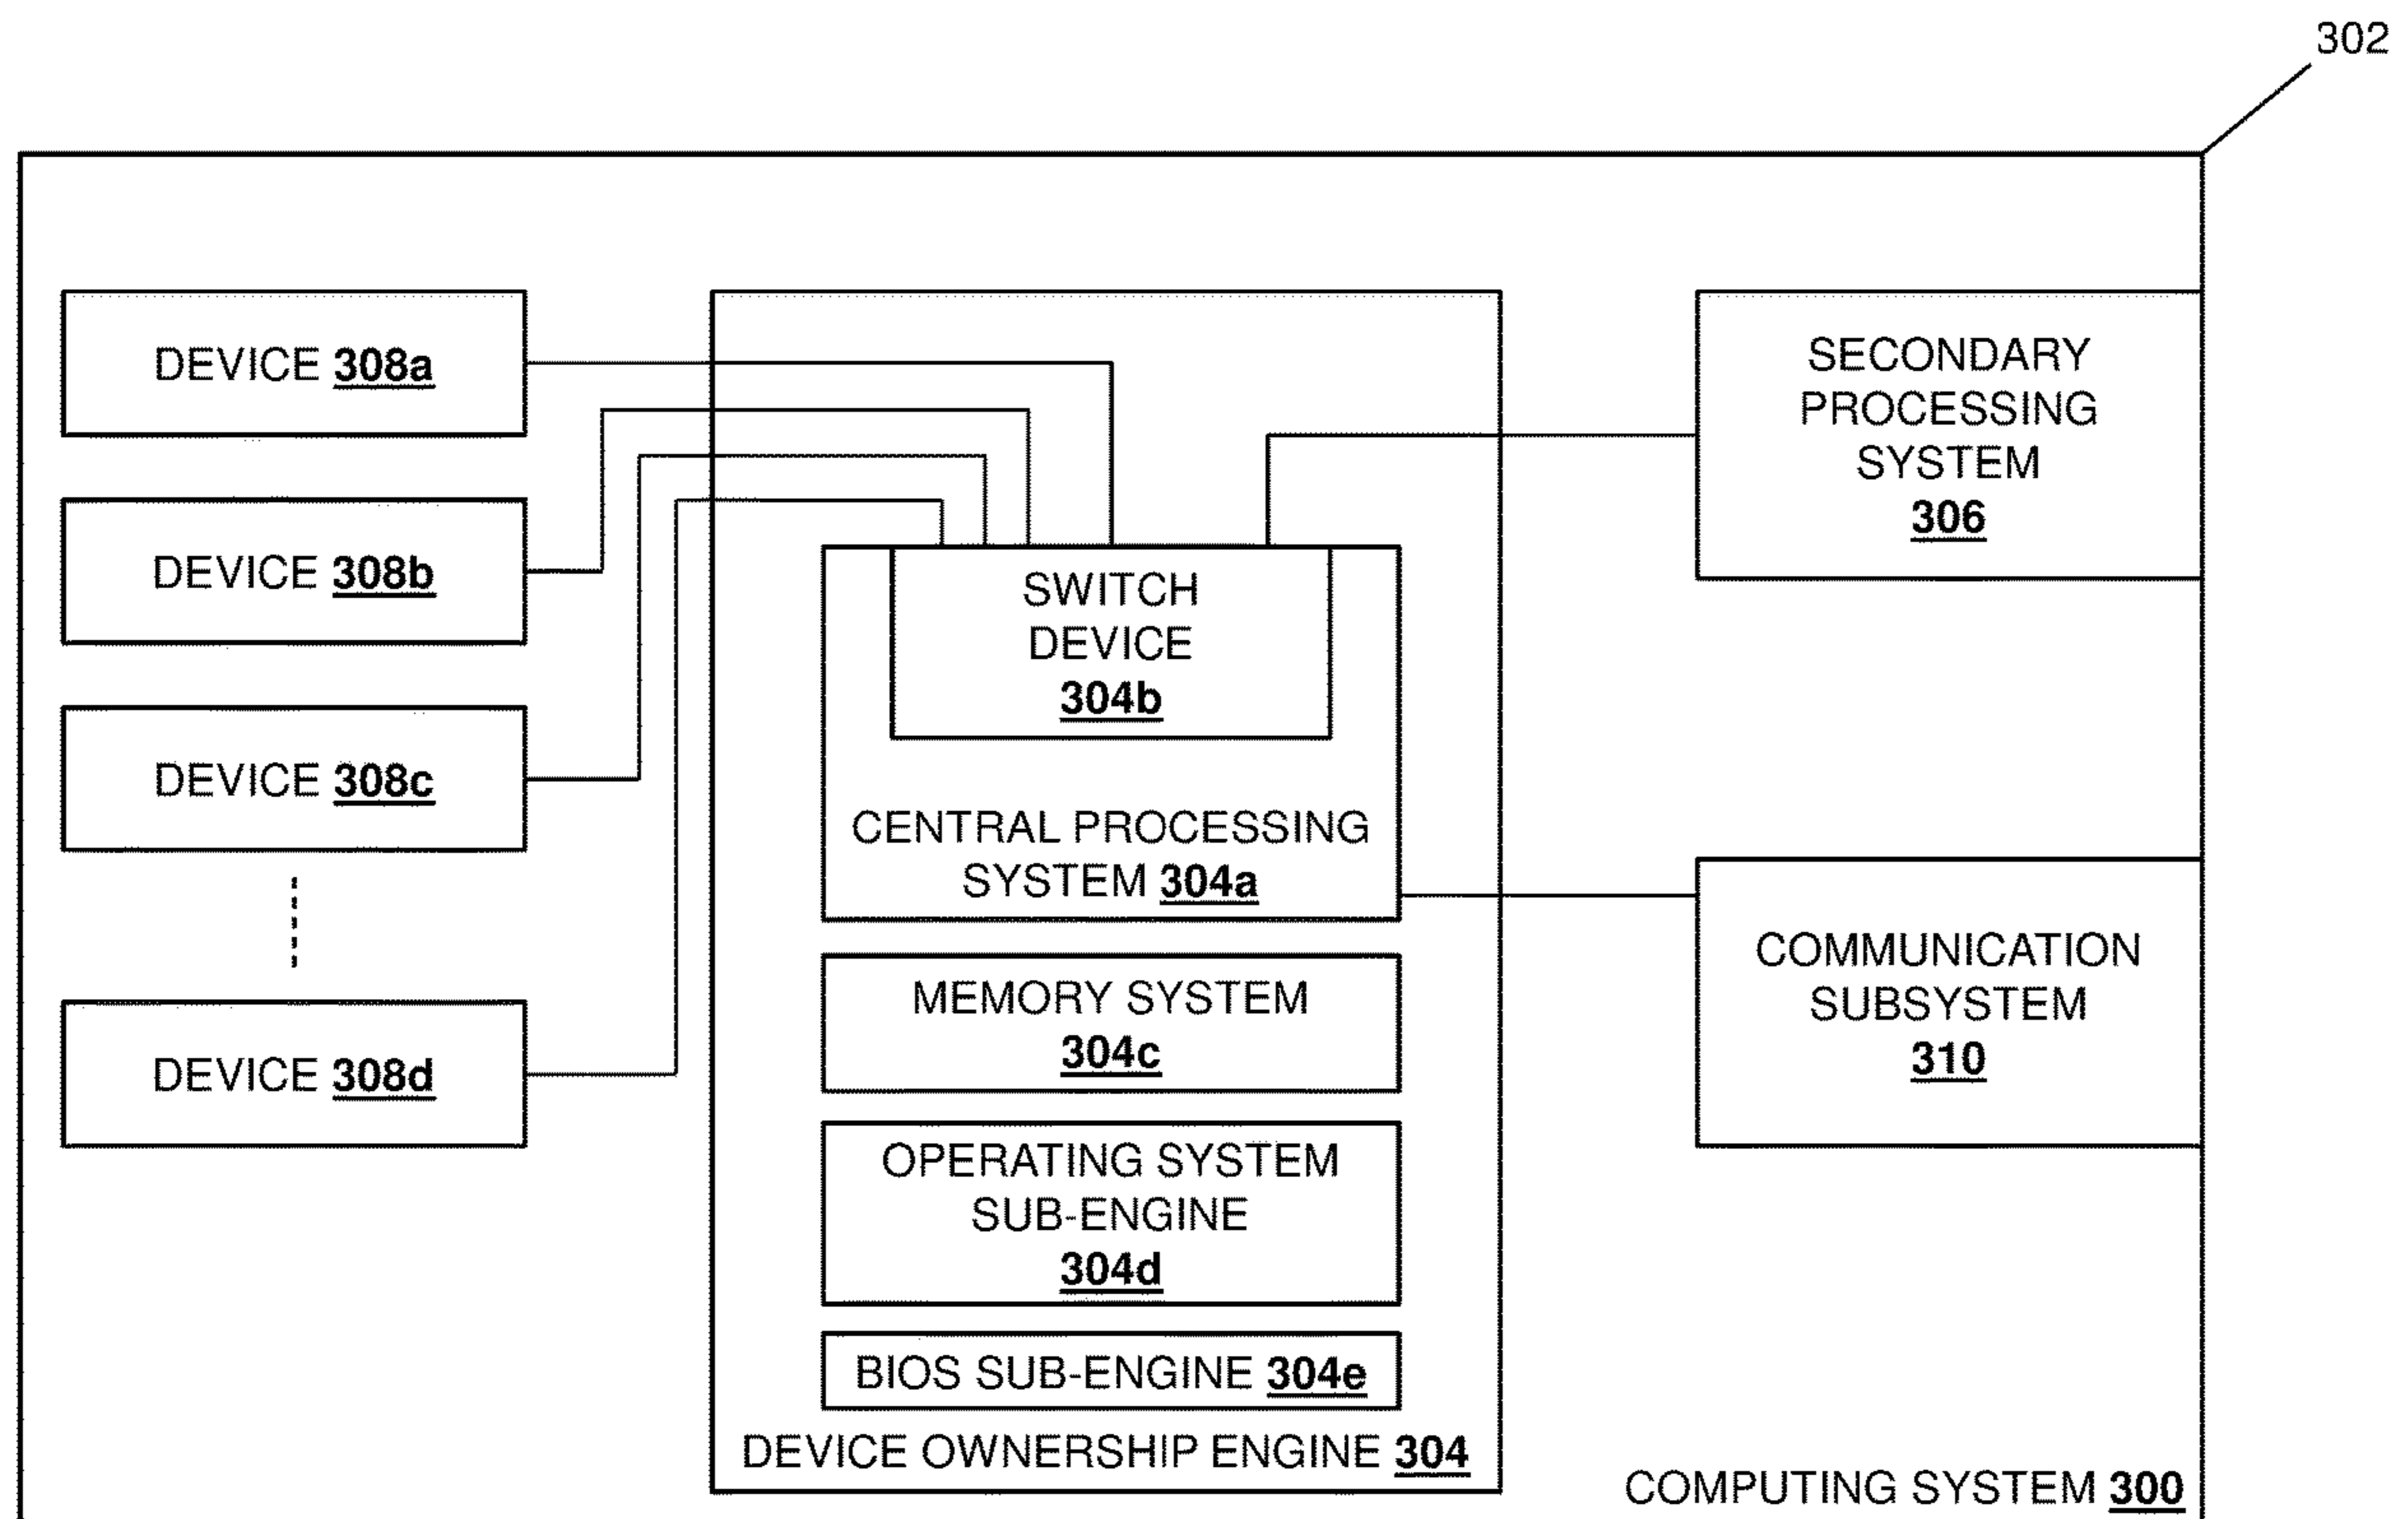 302
DEVICE 308a
DEVICE 308b
DEVICE 308c
DEVICE 308d
SWITCH
DEVICE
304b
CENTRAL PROCESSING
SYSTEM 304a
MEMORY SYSTEM
304c
OPERATING SYSTEM
SUB-ENGINE
304d
BIOS SUB-ENGINE 304e
DEVICE OWNERSHIP ENGINE 304
SECONDARY
PROCESSING
SYSTEM
306
COMMUNICATION
SUBSYSTEM
310
COMPUTING SYSTEM 300